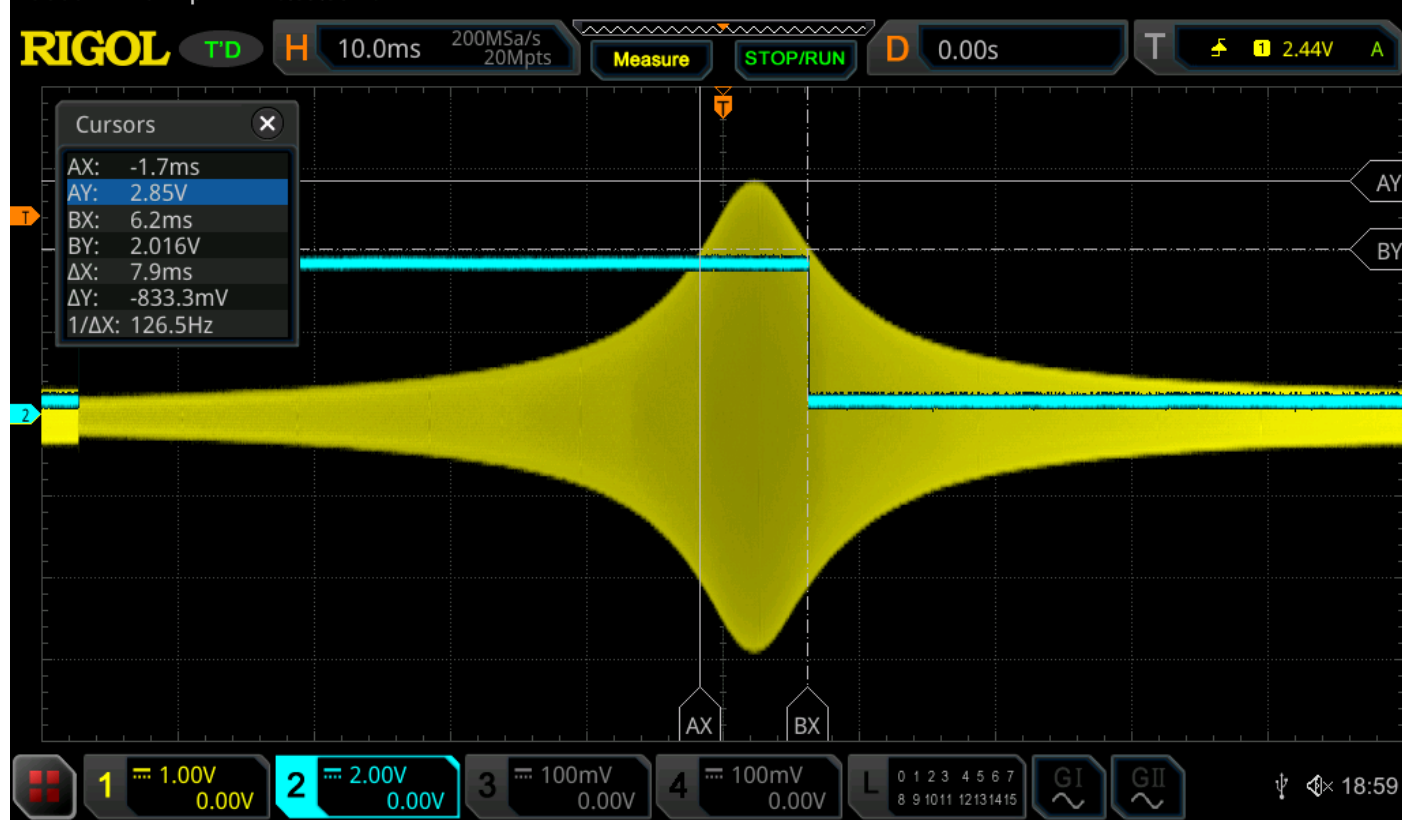 RIGOL T'D H 10.0ms 200MSa/s 20Mpts Measure STOP/RUN D 0.00s T 1 2.44V A
T
Cursors
AX: -1.7ms
AY: 2.85V
BX: 6.2ms
BY: 2.016V
ΔX: 7.9ms
ΔY: -833.3mV
1/ΔX: 126.5Hz
AY
T
BY
2
AX BX
1 1.00V 0.00V 2 2.00V 0.00V 3 100mV 0.00V 4 100mV 0.00V L 0 1 2 3 4 5 6 7 8 9 10 11 12 13 14 15 GI GII 18:59